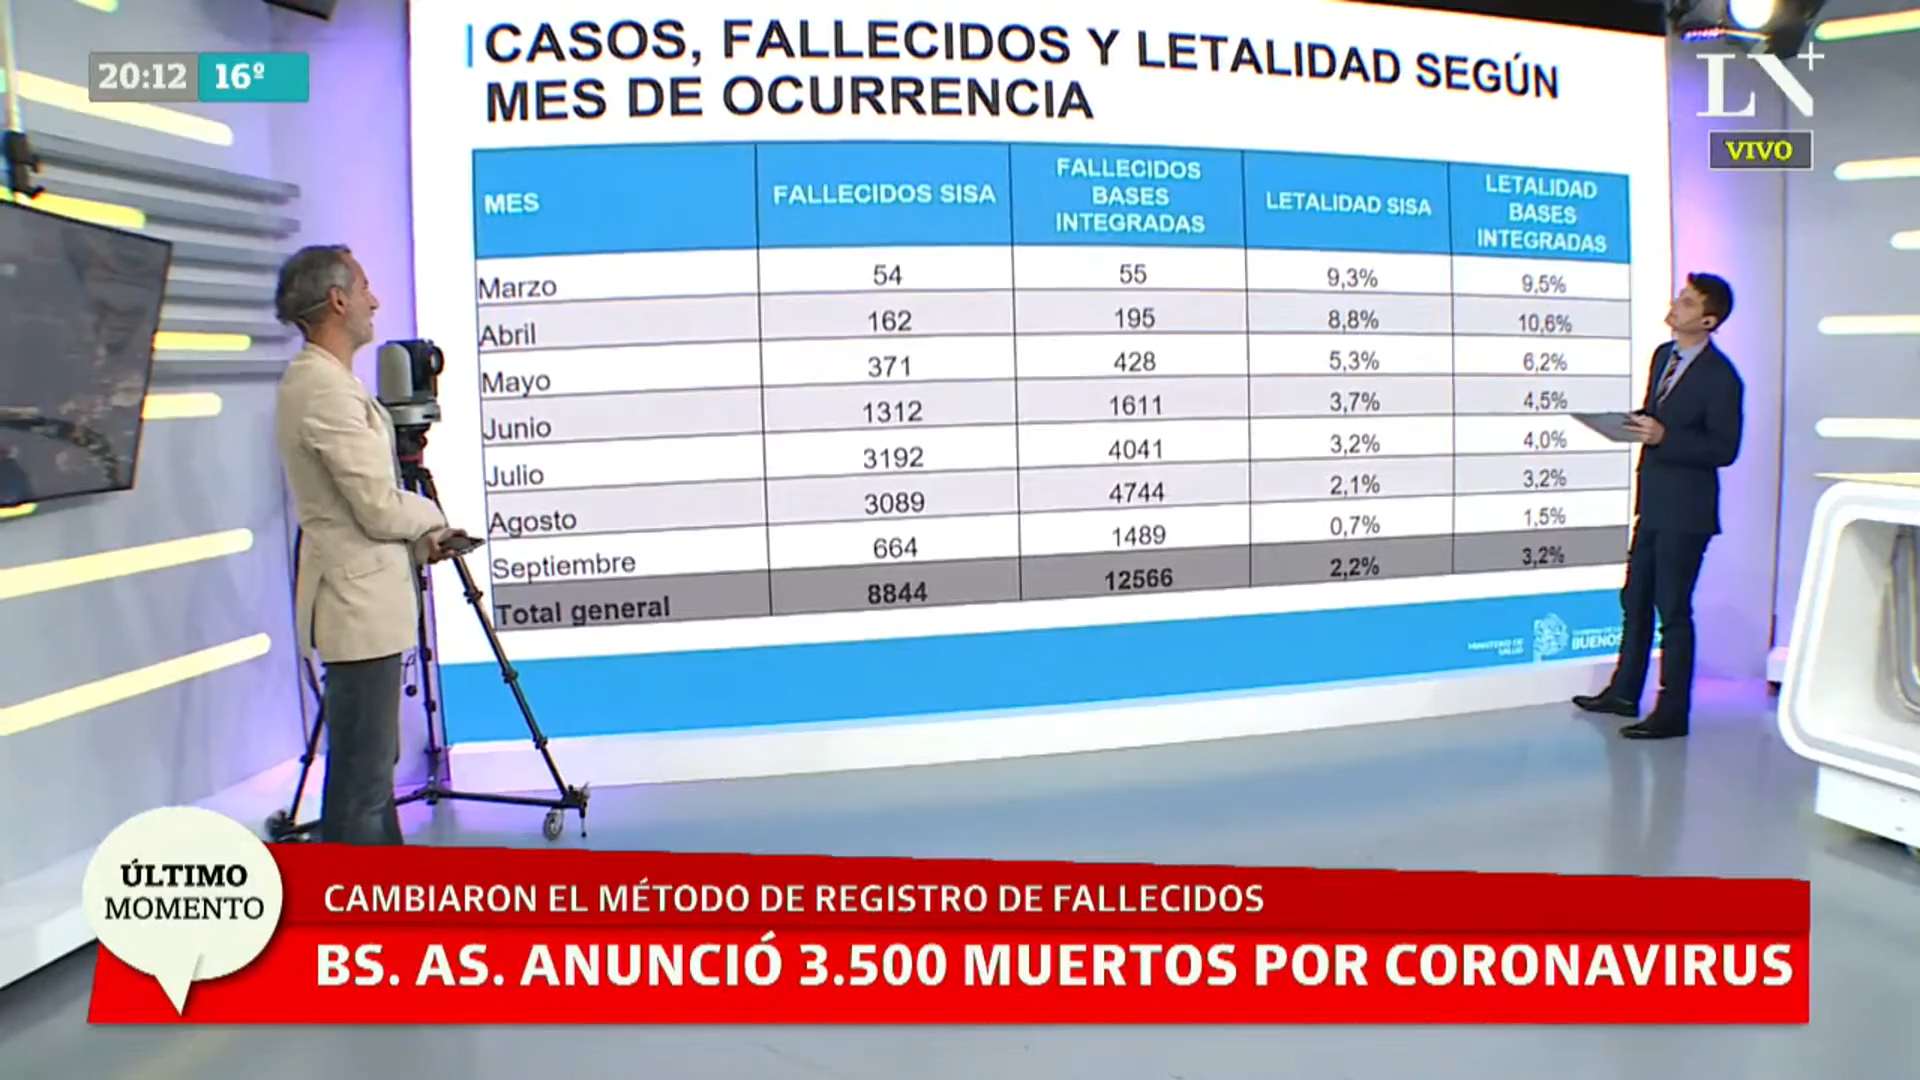 20:12 16º
LN+
VIVO
CASOS, FALLECIDOS Y LETALIDAD SEGÚN
MES DE OCURRENCIA
MES
FALLECIDOS SISA
FALLECIDOS
BASES
INTEGRADAS
LETALIDAD SISA
LETALIDAD
BASES
INTEGRADAS
Marzo 54 55 9,3% 9,5%
Abril 162 195 8,8% 10,6%
Mayo 371 428 5,3% 6,2%
Junio 1312 1611 3,7% 4,5%
Julio 3192 4041 3,2% 4,0%
Agosto 3089 4744 2,1% 3,2%
Septiembre 664 1489 0,7% 1,5%
Total general 8844 12566 2,2% 3,2%
MINISTERIO DE
SALUD
BUENOS
ÚLTIMO
MOMENTO
CAMBIARON EL MÉTODO DE REGISTRO DE FALLECIDOS
BS. AS. ANUNCIÓ 3.500 MUERTOS POR CORONAVIRUS